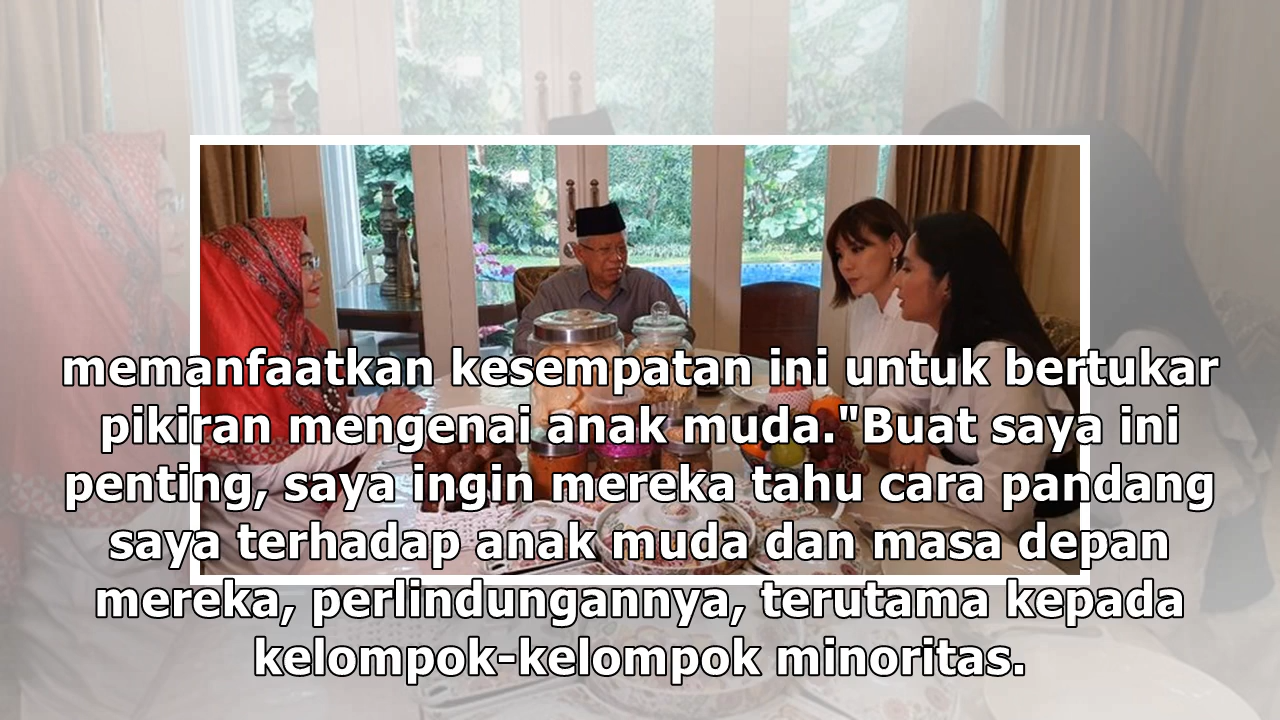 memanfaatkan kesempatan ini untuk bertukar
pikiran mengenai anak muda."Buat saya ini
penting, saya ingin mereka tahu cara pandang
saya terhadap anak muda dan masa depan
mereka, perlindungannya, terutama kepada
kelompok-kelompok minoritas.